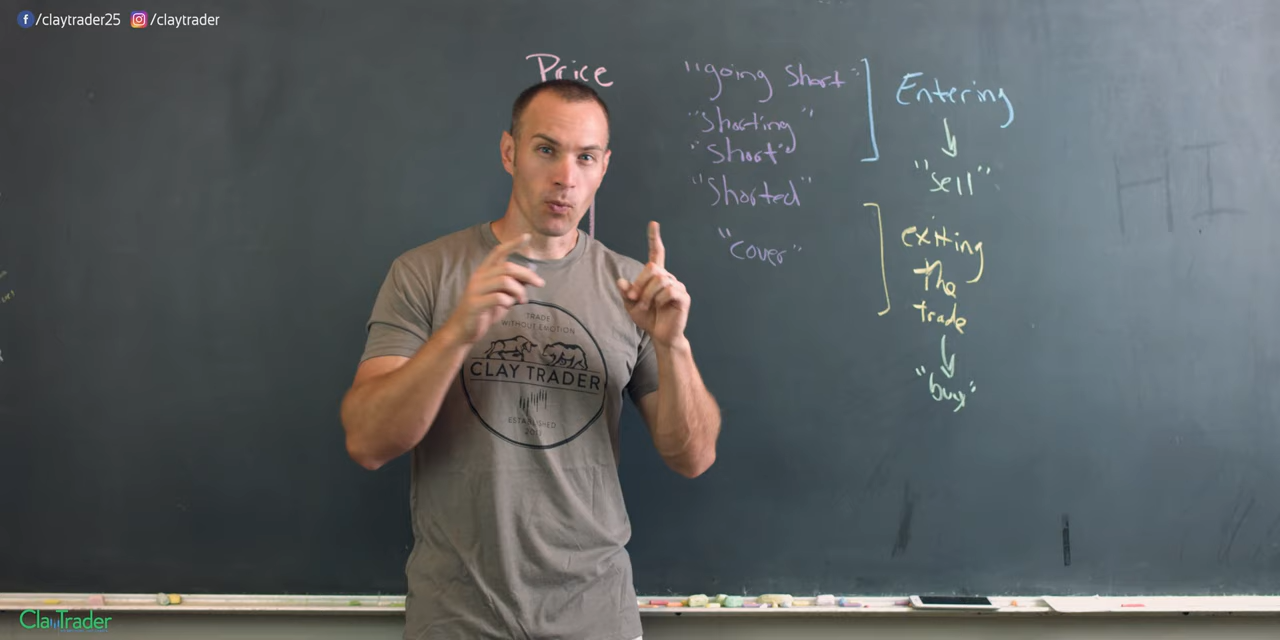 /claytrader25 /claytrader
Price
"going short"
"shorting"
"short"
"shorted"
"cover"
Entering
"sell"
exiting
the
trade
"buy"
HI
TRADE
WITHOUT EMOTION
CLAY TRADER
ESTABLISHED
ClayTrader